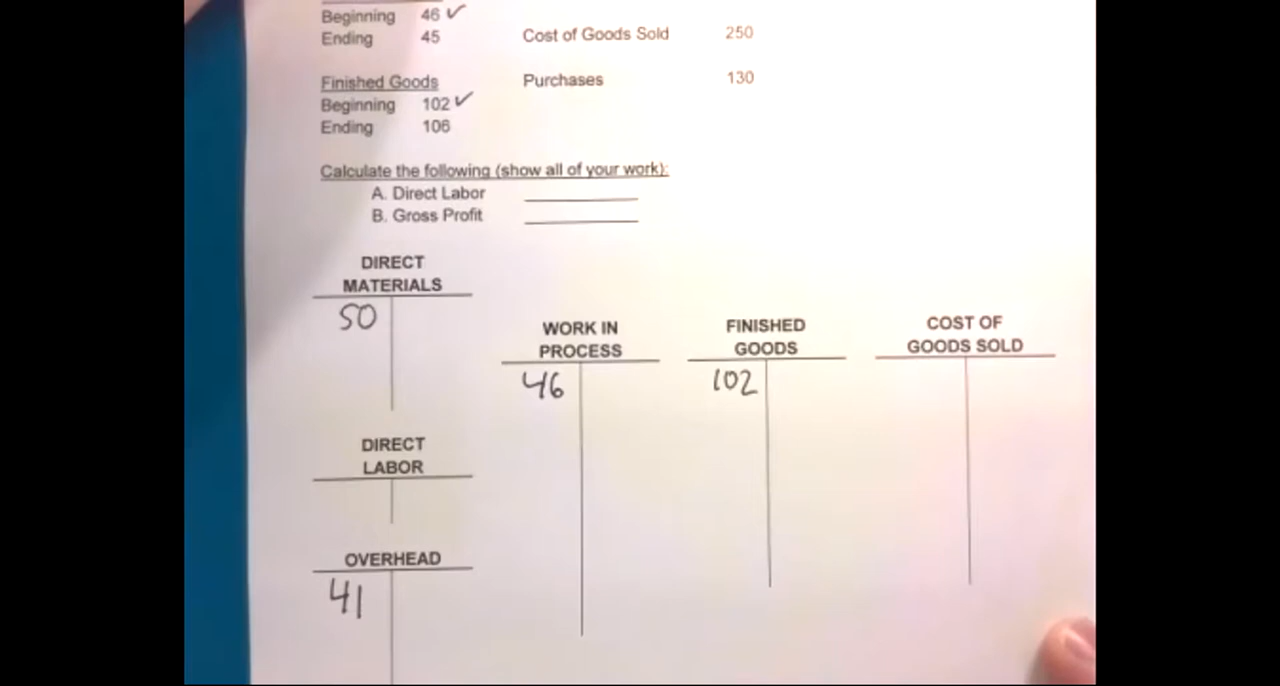 Beginning 46 ✓
Ending 45 Cost of Goods Sold 250
Finished Goods Purchases 130
Beginning 102 ✓
Ending 106
Calculate the following (show all of your work):
A. Direct Labor
B. Gross Profit
DIRECT
MATERIALS
50
WORK IN
PROCESS
46
FINISHED
GOODS
102
COST OF
GOODS SOLD
DIRECT
LABOR
OVERHEAD
41